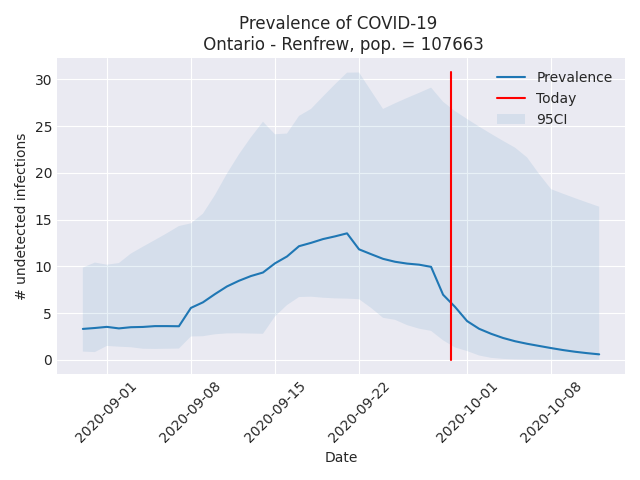 Prevalence of COVID-19
Ontario - Renfrew, pop. = 107663
Prevalence
Today
95CI
# undetected infections
30
25
20
15
10
5
0
2020-09-01
2020-09-08
2020-09-15
2020-09-22
2020-10-01
2020-10-08
Date